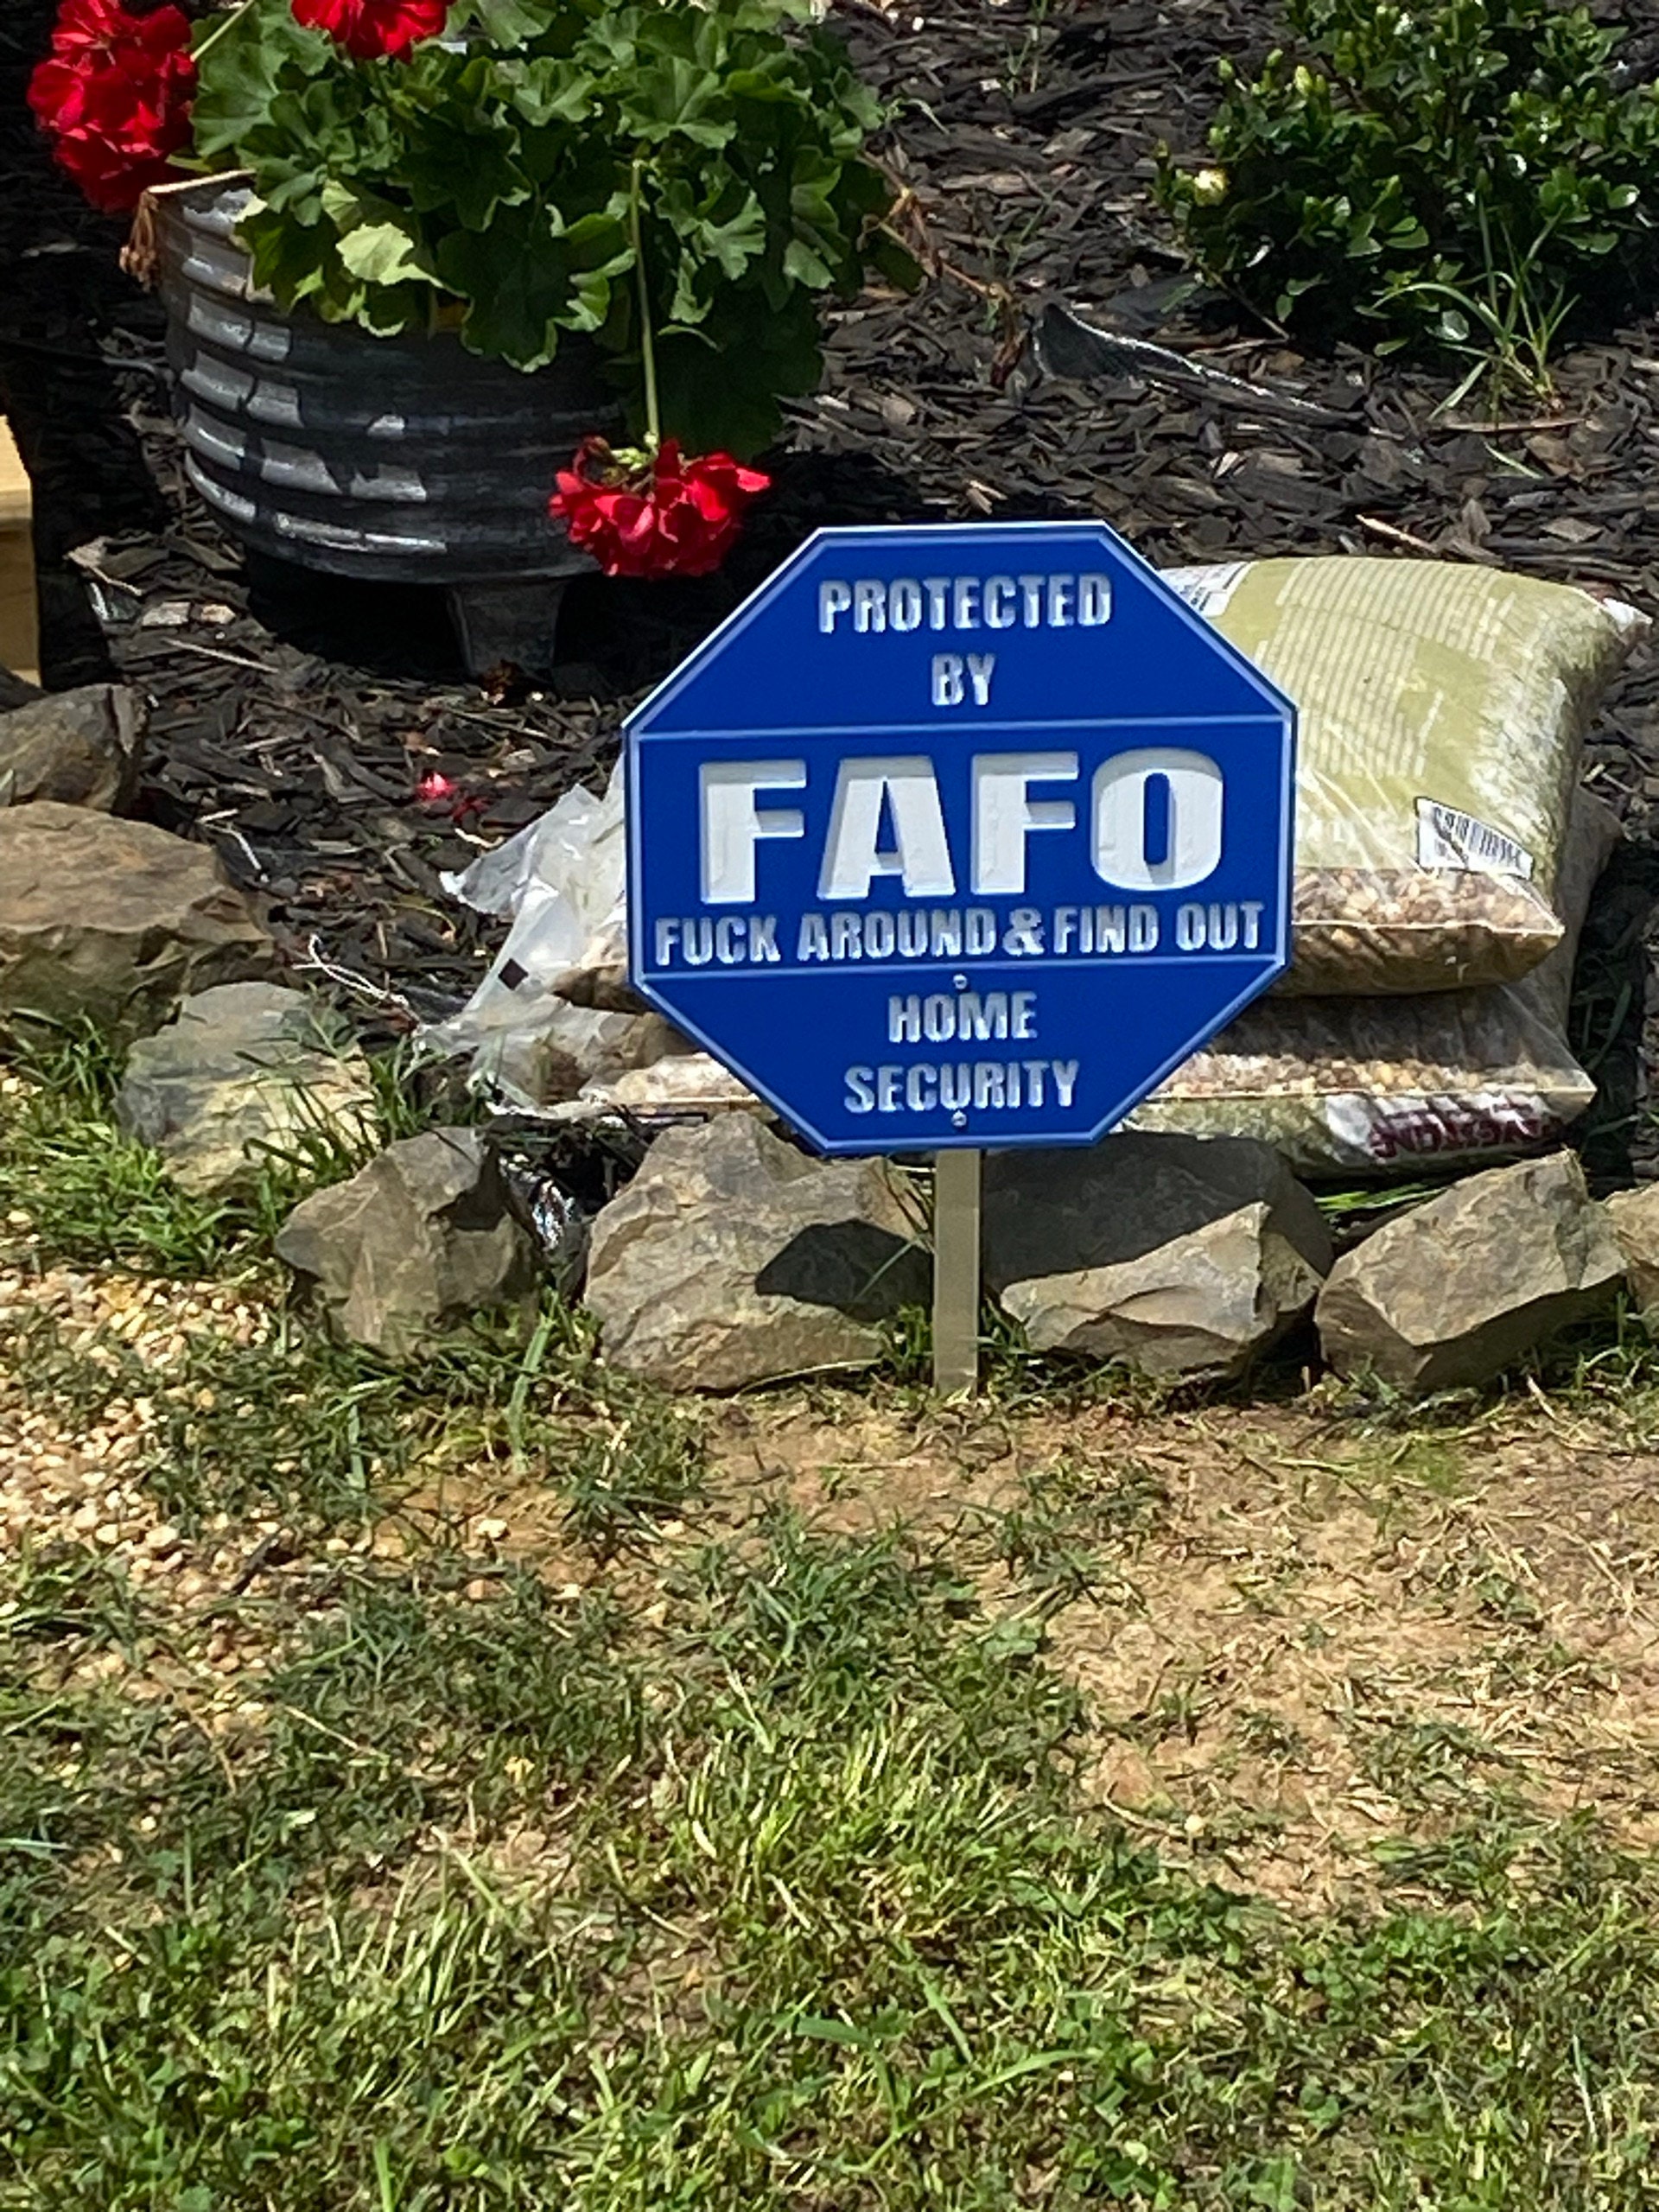 PROTECTED
BY
FAFO
FUCK AROUND & FIND OUT
HOME
SECURITY